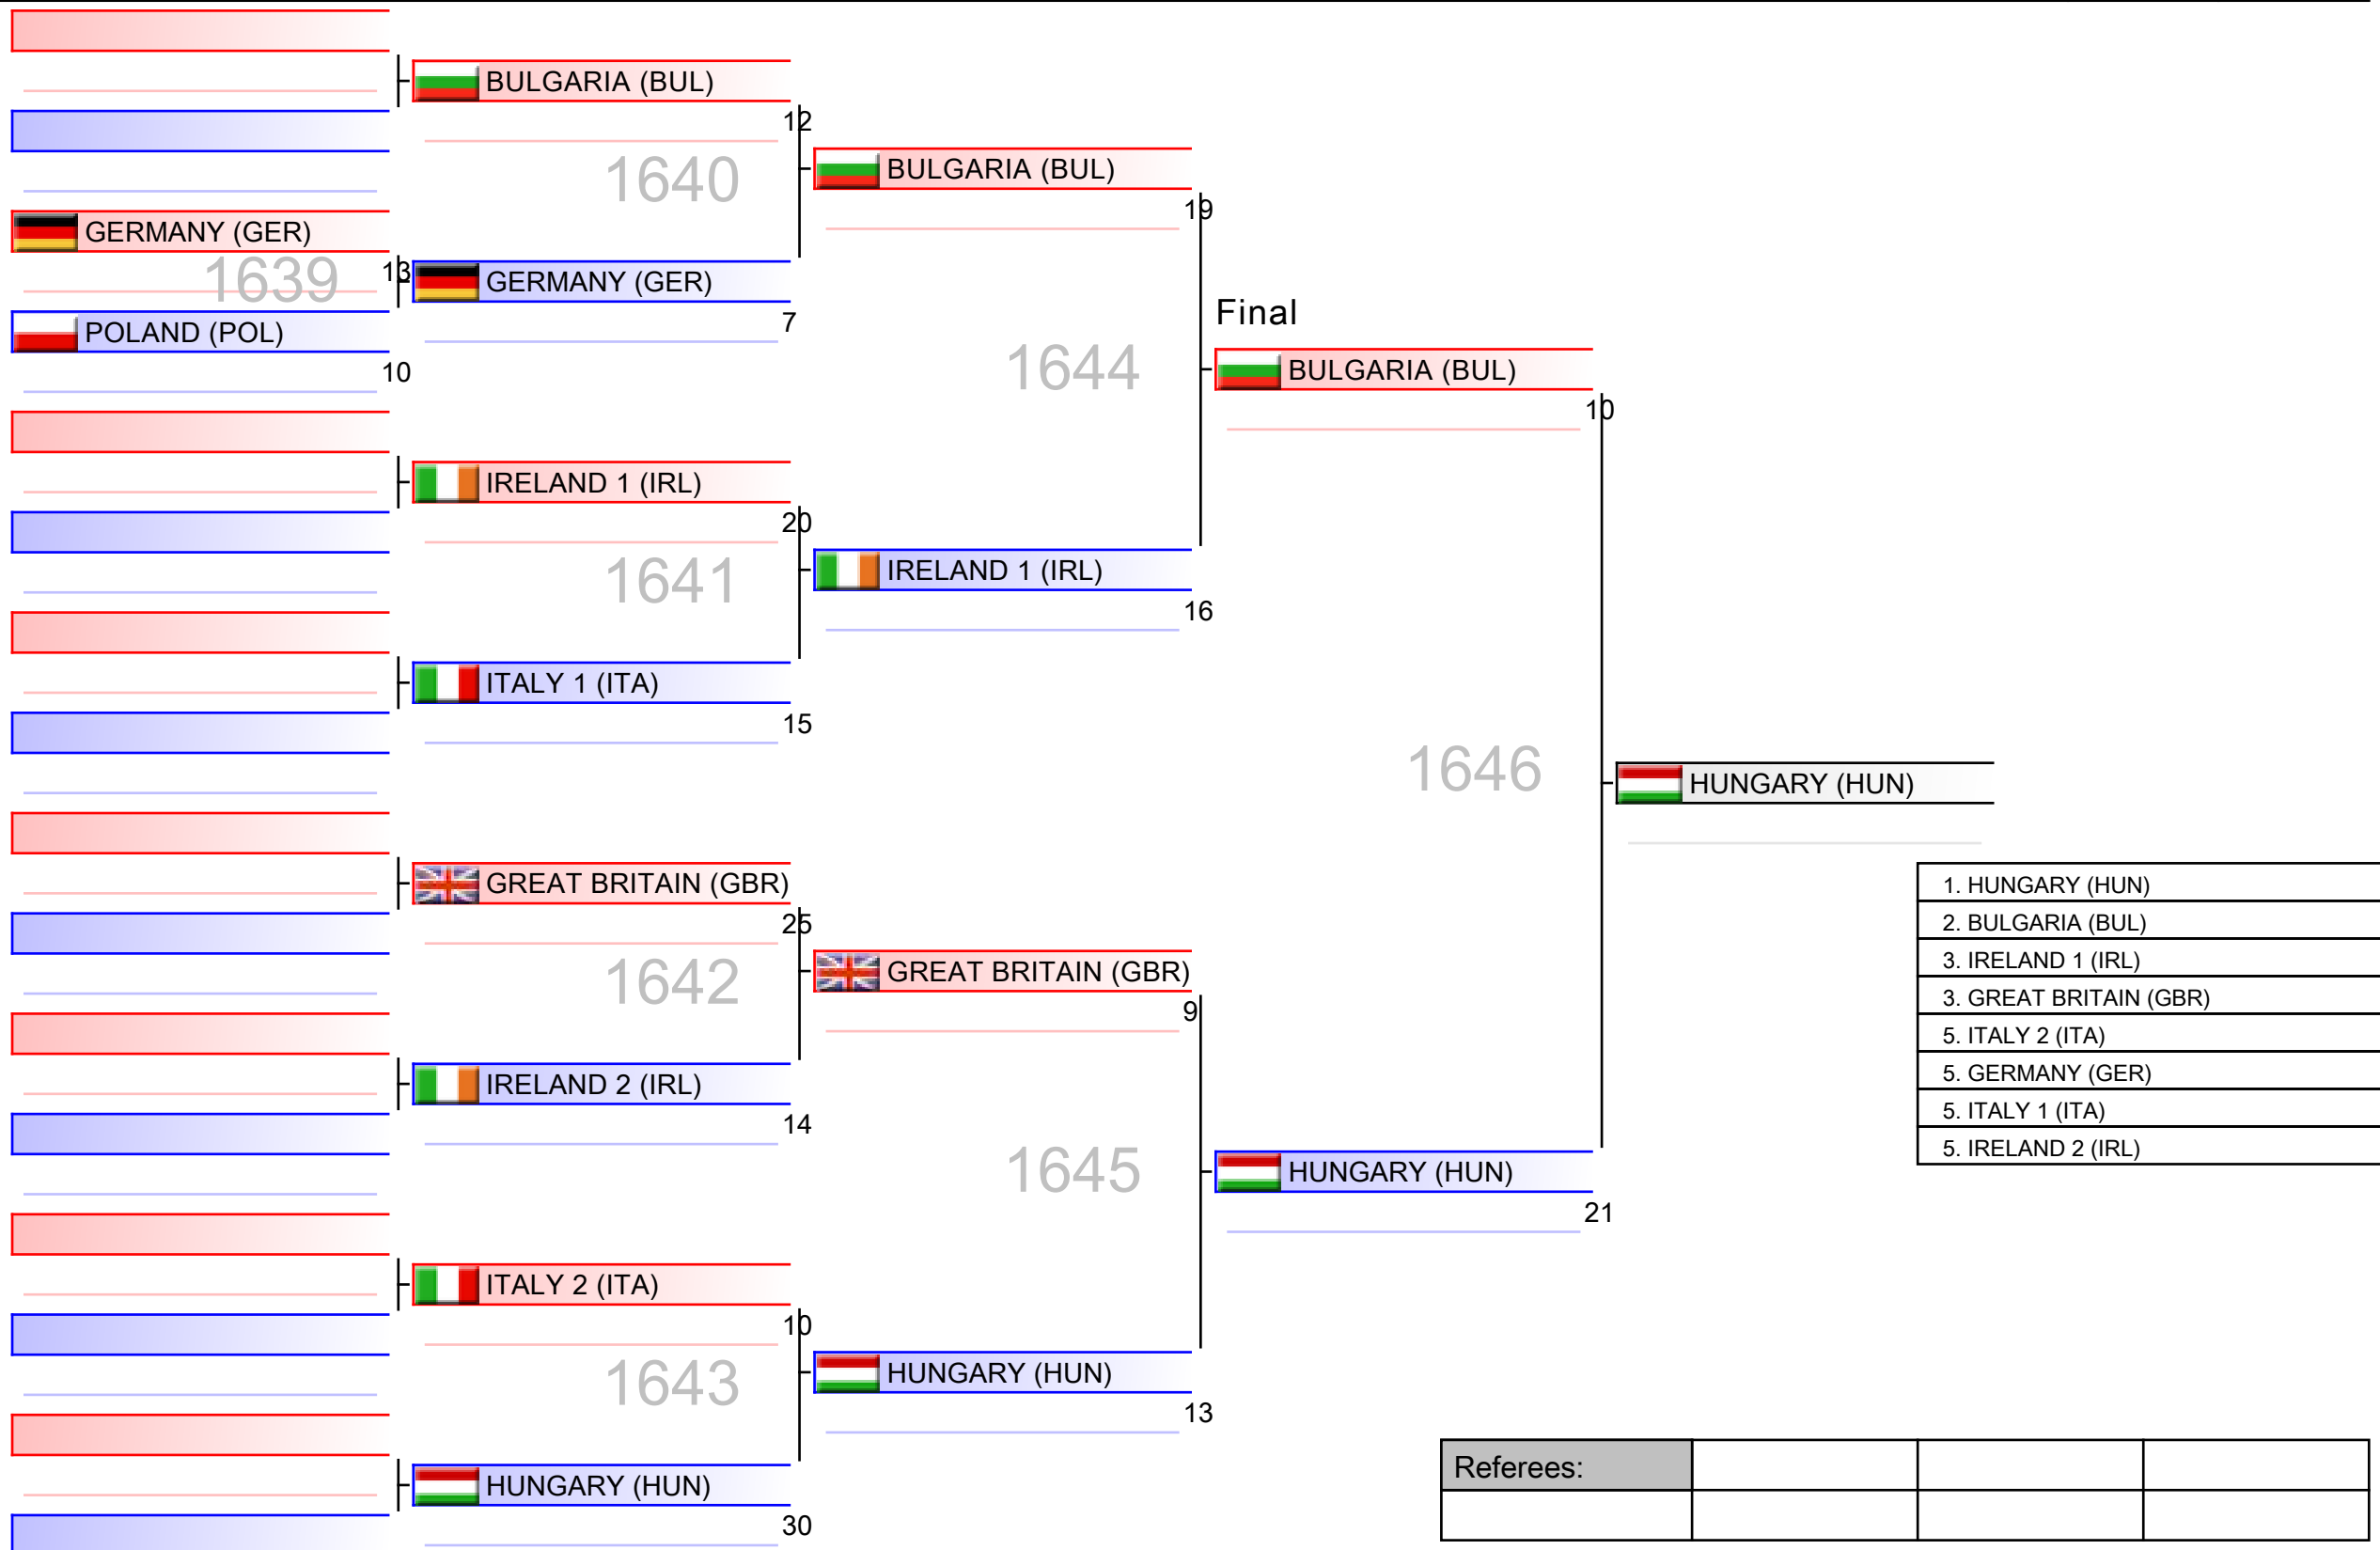 GERMANY (GER)
1639
13
POLAND (POL)
10
BULGARIA (BUL)
12
1640
GERMANY (GER)
7
IRELAND 1 (IRL)
20
1641
ITALY 1 (ITA)
15
GREAT BRITAIN (GBR)
25
1642
IRELAND 2 (IRL)
14
ITALY 2 (ITA)
10
1643
HUNGARY (HUN)
30
BULGARIA (BUL)
19
1644
IRELAND 1 (IRL)
16
GREAT BRITAIN (GBR)
9
1645
HUNGARY (HUN)
13
Final
BULGARIA (BUL)
10
1646
HUNGARY (HUN)
21
HUNGARY (HUN)
1. HUNGARY (HUN)
2. BULGARIA (BUL)
3. IRELAND 1 (IRL)
3. GREAT BRITAIN (GBR)
5. ITALY 2 (ITA)
5. GERMANY (GER)
5. ITALY 1 (ITA)
5. IRELAND 2 (IRL)
Referees: